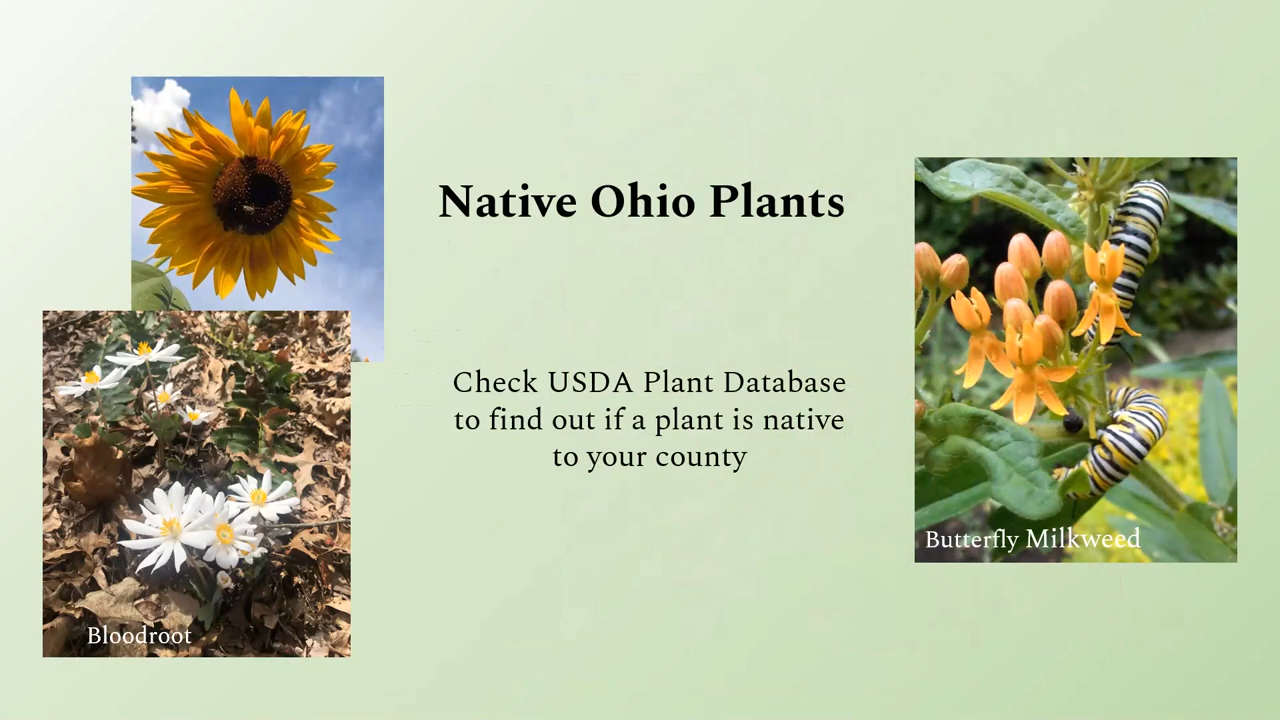 Native Ohio Plants
Check USDA Plant Database
to find out if a plant is native
to your county
Butterfly Milkweed
Bloodroot